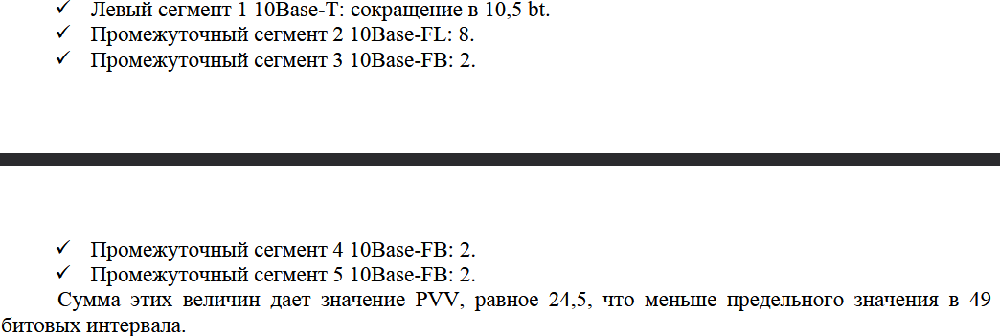 ✓ Левый сегмент 1 10Base-T: сокращение в 10,5 bt.
✓ Промежуточный сегмент 2 10Base-FL: 8.
✓ Промежуточный сегмент 3 10Base-FB: 2.
✓ Промежуточный сегмент 4 10Base-FB: 2.
✓ Промежуточный сегмент 5 10Base-FB: 2.
Сумма этих величин дает значение PVV, равное 24,5, что меньше предельного значения в 49
битовых интервала.